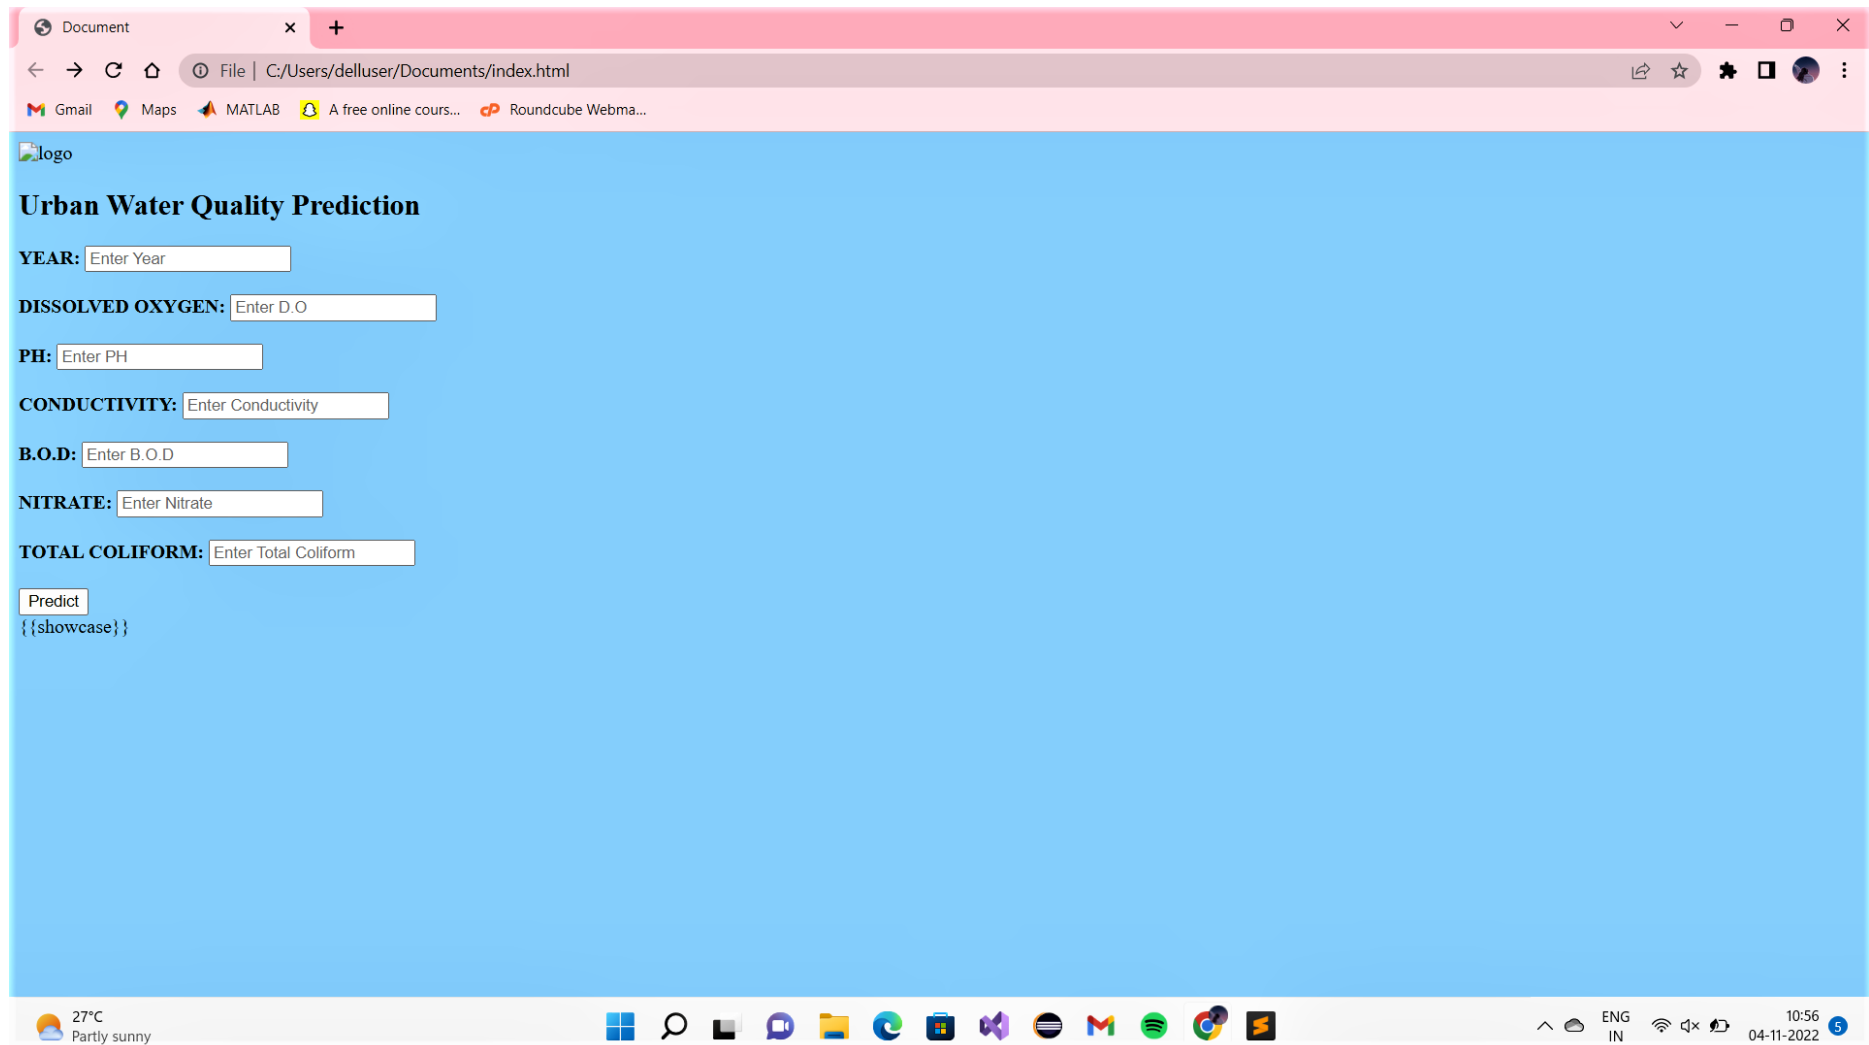 Document
File | C:/Users/delluser/Documents/index.html
Gmail Maps MATLAB A free online cours... Roundcube Webma...
logo
Urban Water Quality Prediction
YEAR: Enter Year
DISSOLVED OXYGEN: Enter D.O
PH: Enter PH
CONDUCTIVITY: Enter Conductivity
B.O.D: Enter B.O.D
NITRATE: Enter Nitrate
TOTAL COLIFORM: Enter Total Coliform
Predict
{{showcase}}
27°C
Partly sunny
ENG
IN
10:56
04-11-2022
5